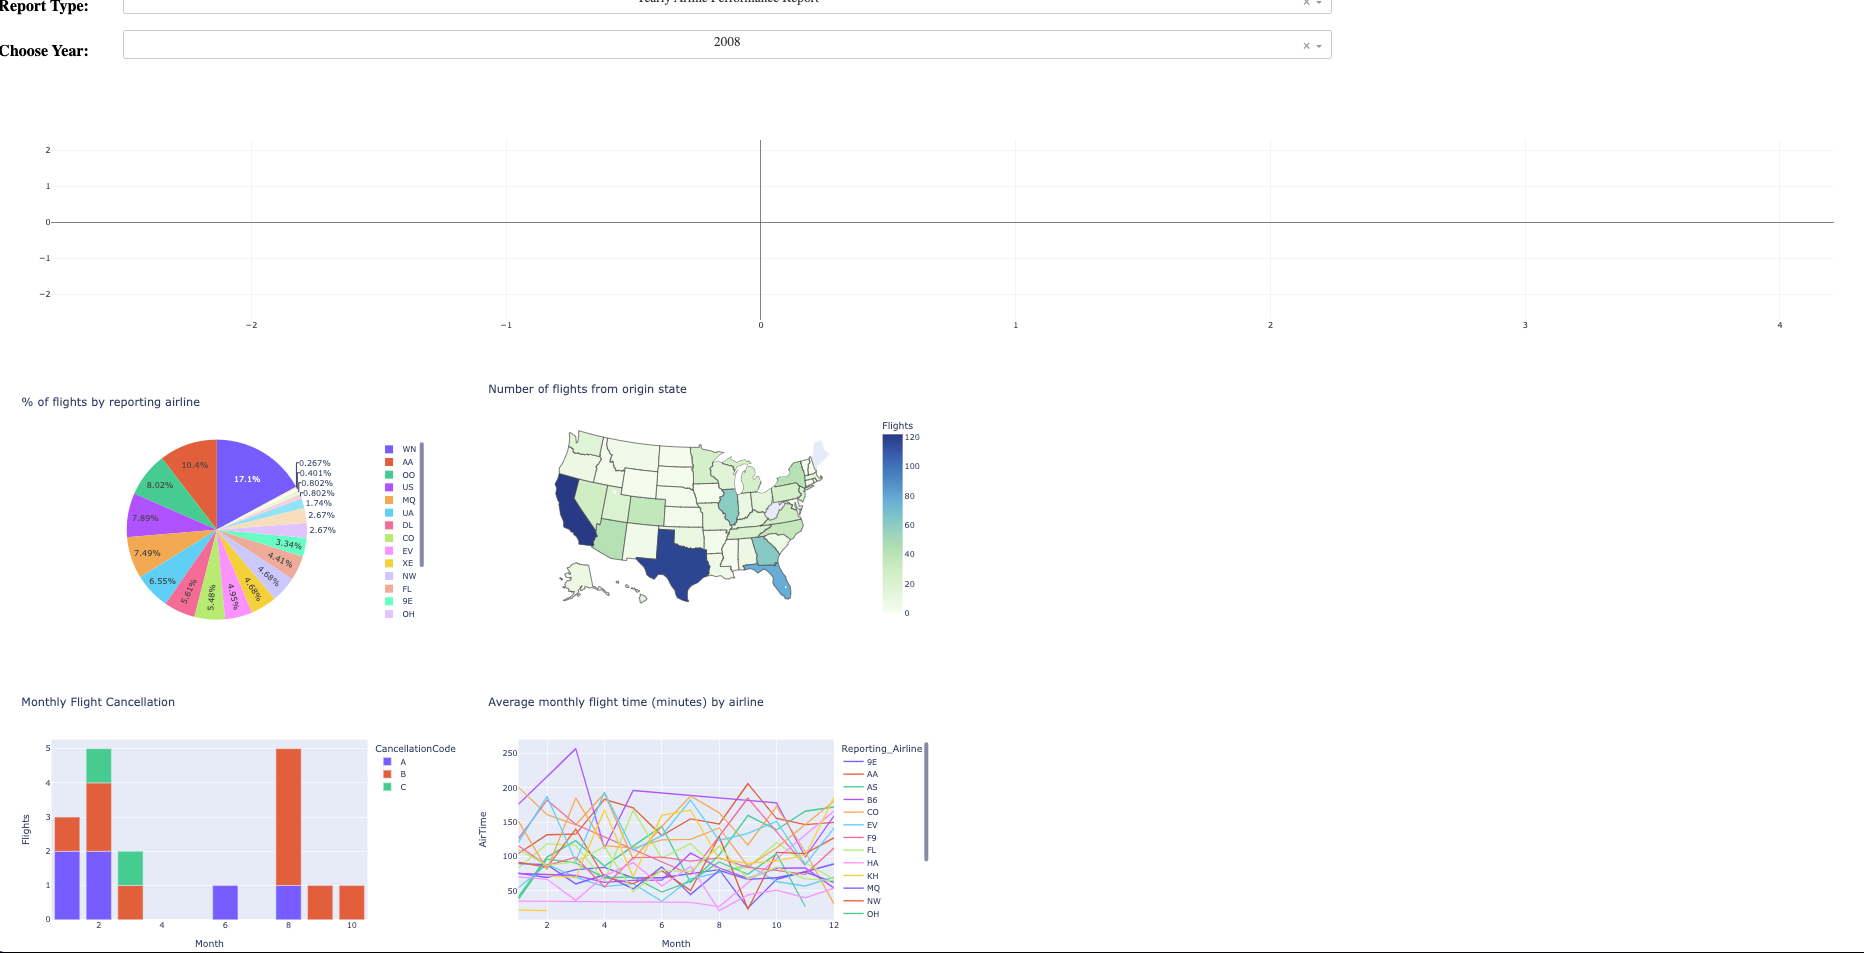 Report Type:
Yearly Airline Performance Report
× 
Choose Year:
2008
×
2
1
0
−1
−2
−2
−1
0
1
2
3
4
% of flights by reporting airline
17.1%
10.4%
8.02%
7.89%
7.49%
6.55%
5.61%
5.48%
4.95%
4.68%
4.68%
4.41%
3.34%
2.67%
2.67%
1.74%
0.802%
0.802%
0.401%
0.267%
WN
AA
OO
US
MQ
UA
DL
CO
EV
XE
NW
FL
9E
OH
Number of flights from origin state
Flights
120
100
80
60
40
20
0
Monthly Flight Cancellation
Flights
5
4
3
2
1
0
2
4
6
8
10
Month
CancellationCode
A
B
C
Average monthly flight time (minutes) by airline
AirTime
250
200
150
100
50
2
4
6
8
10
12
Month
Reporting_Airline
9E
AA
AS
B6
CO
EV
F9
FL
HA
KH
MQ
NW
OH